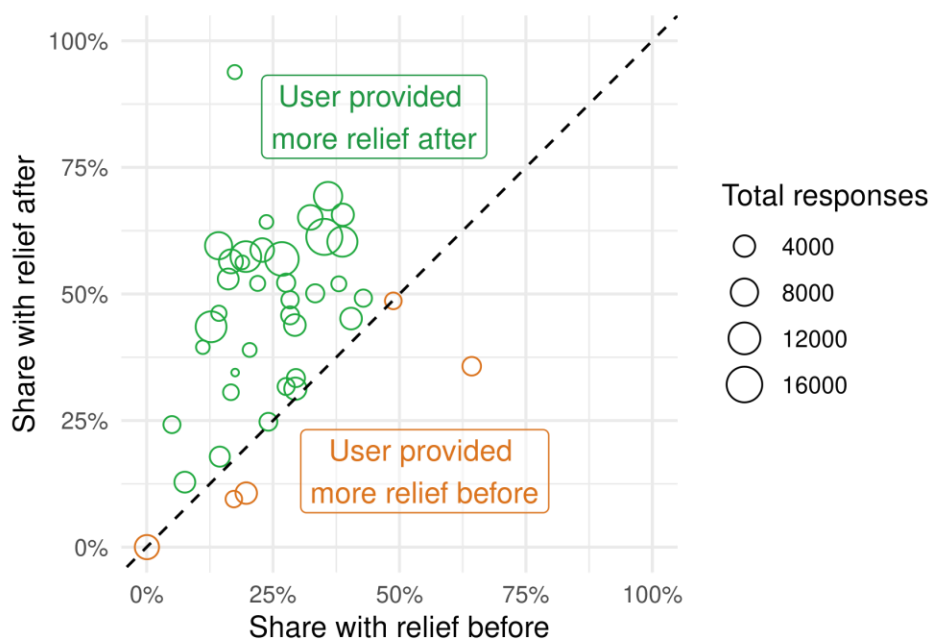 100%
75%
50%
25%
0%
Share with relief after
User provided
more relief after
User provided
more relief before
0%
25%
50%
75%
100%
Share with relief before
Total responses
4000
8000
12000
16000